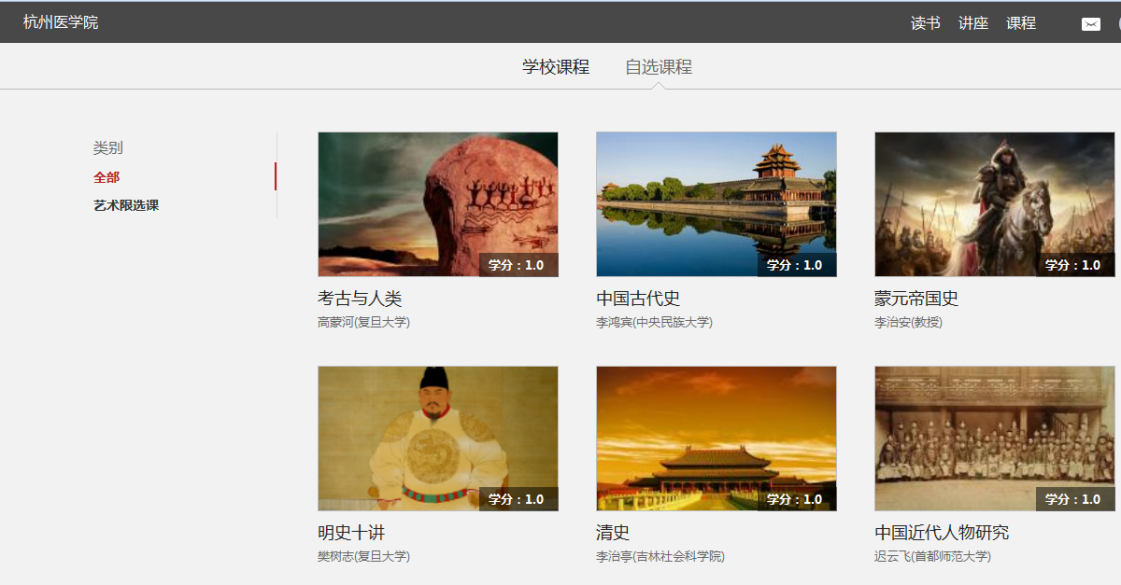 杭州医学院
读书 讲座 课程
学校课程 自选课程
类别
全部
艺术限选课
学分：1.0
学分：1.0
学分：1.0
考古与人类
高蒙河(复旦大学)
中国古代史
李鸿宾(中央民族大学)
蒙元帝国史
李治安(教授)
学分：1.0
学分：1.0
学分：1.0
明史十讲
樊树志(复旦大学)
清史
李治亭(吉林社会科学院)
中国近代人物研究
迟云飞(首都师范大学)